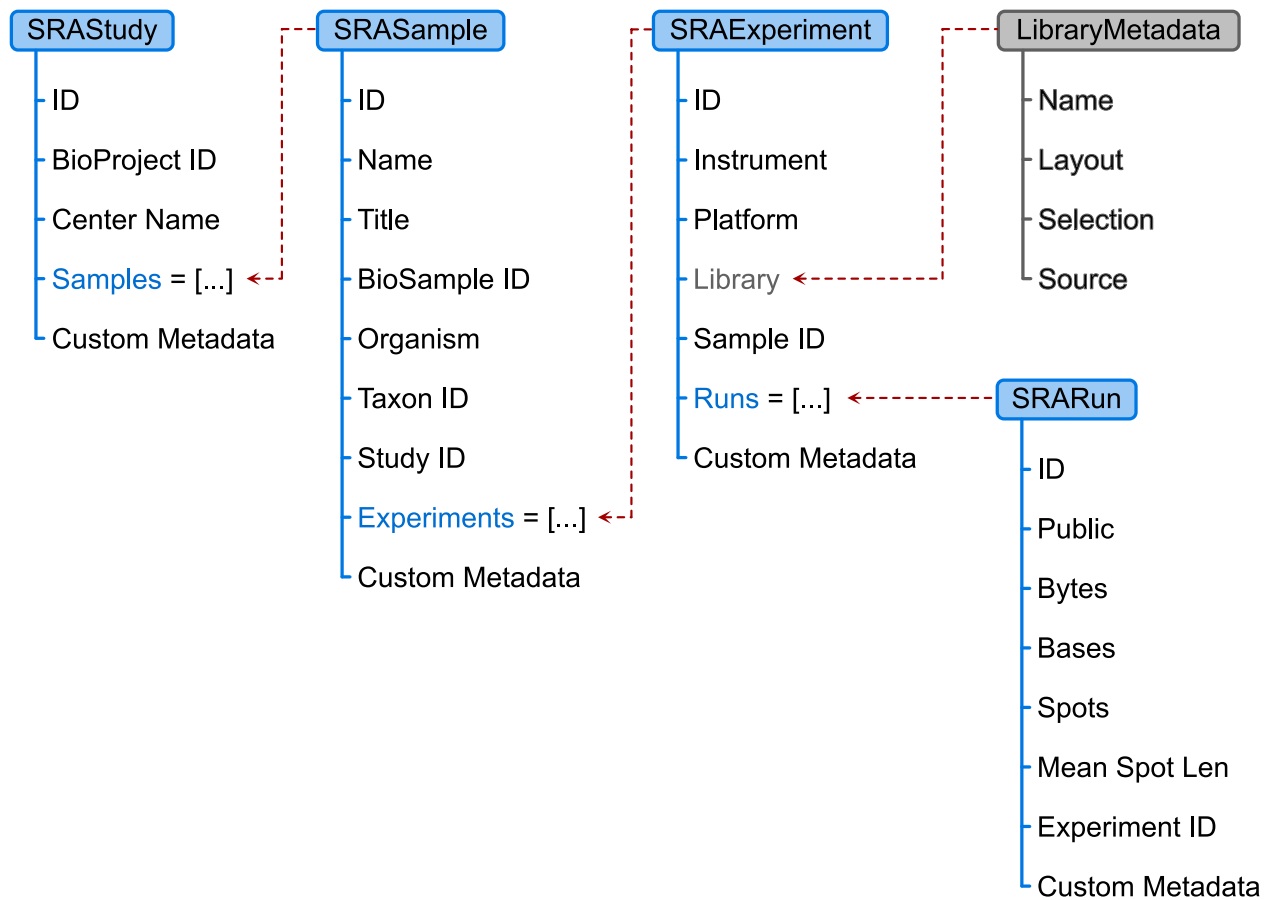 SRAStudy
ID
BioProject ID
Center Name
Samples = [...]
Custom Metadata
SRASample
ID
Name
Title
BioSample ID
Organism
Taxon ID
Study ID
Experiments = [...]
Custom Metadata
SRAExperiment
ID
Instrument
Platform
Library
Sample ID
Runs = [...]
Custom Metadata
LibraryMetadata
Name
Layout
Selection
Source
SRARun
ID
Public
Bytes
Bases
Spots
Mean Spot Len
Experiment ID
Custom Metadata